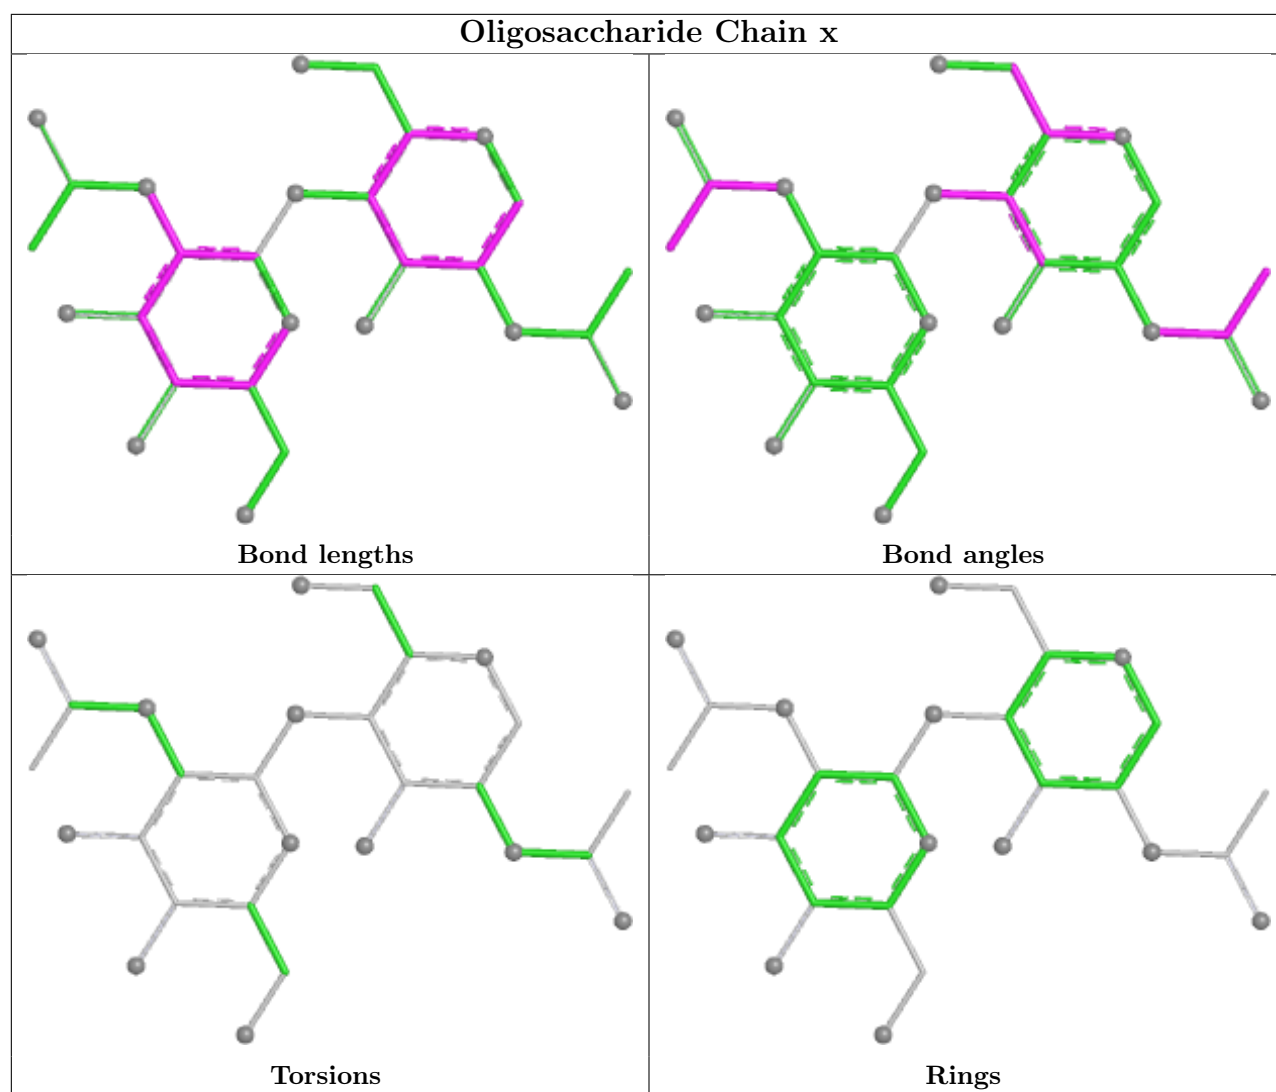 Oligosaccharide Chain x
Bond lengths
Bond angles
Torsions
Rings